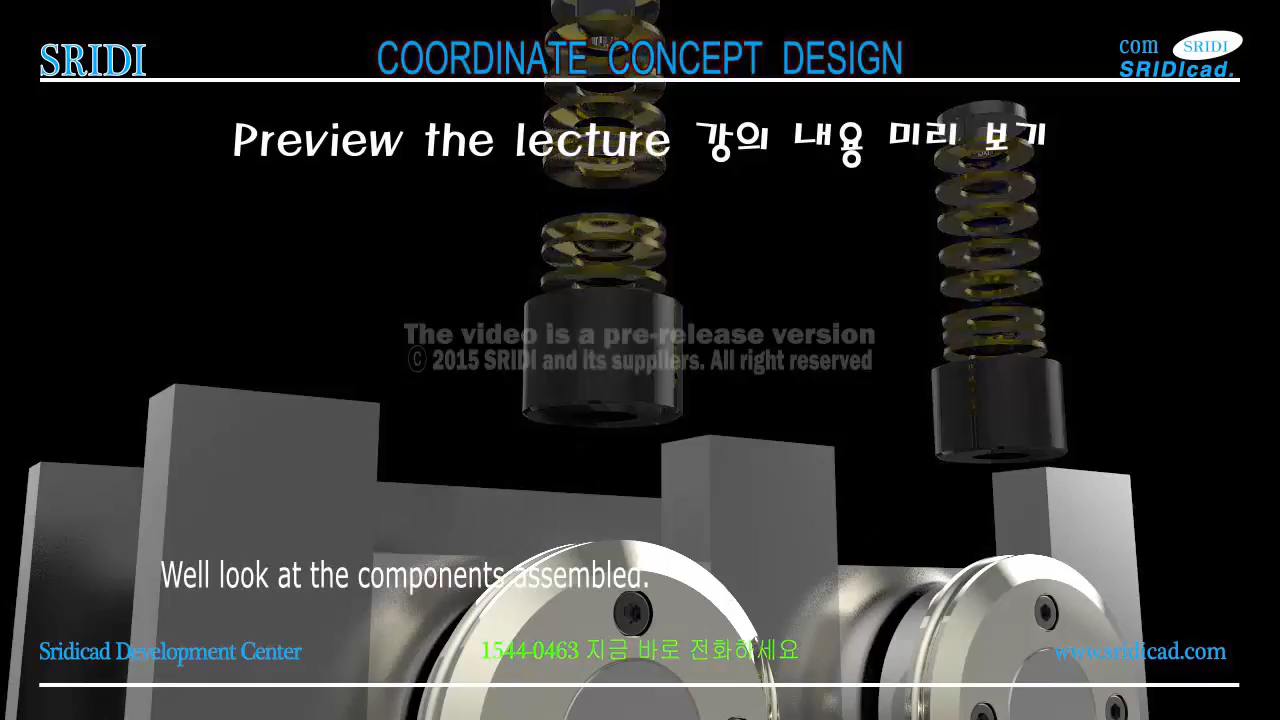 SRIDI
COORDINATE CONCEPT DESIGN
com SRIDI
SRIDIcad.
Preview the lecture 강의 내용 미리 보기
The video is a pre-release version
© 2015 SRIDI and its suppliers. All right reserved
Well look at the components assembled.
Sridicad Development Center
1544-0463 지금 바로 전화하세요
www.sridicad.com